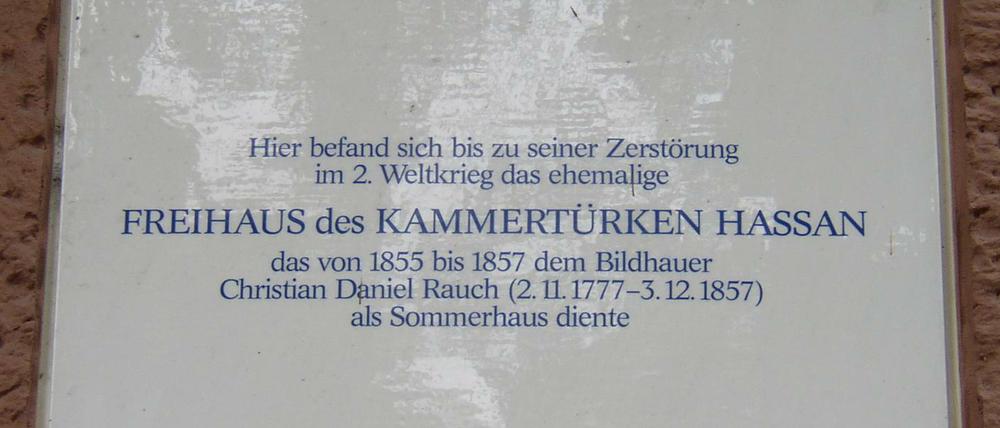 Hier befand sich bis zu seiner Zerstörung
im 2. Weltkrieg das ehemalige
FREIHAUS des KAMMERTÜRKEN HASSAN
das von 1855 bis 1857 dem Bildhauer
Christian Daniel Rauch (2.11.1777–3.12.1857)
als Sommerhaus diente